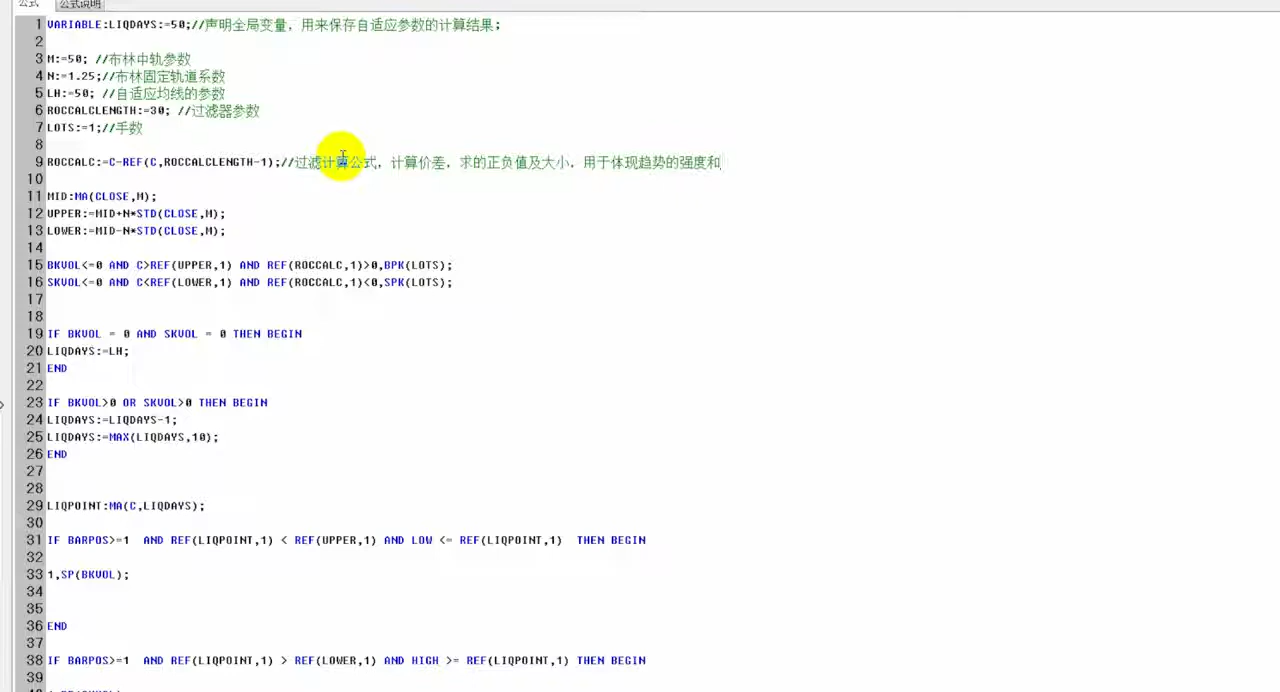 公式 公式说明
1 VARIABLE:LIQDAYS:=50;//声明全局变量，用来保存自适应参数的计算结果；
2
3 M:=50; //布林中轨参数
4 N:=1.25;//布林固定轨道系数
5 LH:=50; //自适应均线的参数
6 ROCCALCLENGTH:=30; //过滤器参数
7 LOTS:=1;//手数
8
9 ROCCALC:=C-REF(C,ROCCALCLENGTH-1);//过滤计算公式，计算价差，求的正负值及大小，用于体现趋势的强度和
10
11 MID:MA(CLOSE,M);
12 UPPER:=MID+N*STD(CLOSE,M);
13 LOWER:=MID-N*STD(CLOSE,M);
14
15 BKVOL<=0 AND C>REF(UPPER,1) AND REF(ROCCALC,1)>0,BPK(LOTS);
16 SKVOL<=0 AND C<REF(LOWER,1) AND REF(ROCCALC,1)<0,SPK(LOTS);
17
18
19 IF BKVOL = 0 AND SKVOL = 0 THEN BEGIN
20 LIQDAYS:=LH;
21 END
22
23 IF BKVOL>0 OR SKVOL>0 THEN BEGIN
24 LIQDAYS:=LIQDAYS-1;
25 LIQDAYS:=MAX(LIQDAYS,10);
26 END
27
28
29 LIQPOINT:MA(C,LIQDAYS);
30
31 IF BARPOS>=1 AND REF(LIQPOINT,1) < REF(UPPER,1) AND LOW <= REF(LIQPOINT,1) THEN BEGIN
32
33 1,SP(BKVOL);
34
35
36 END
37
38 IF BARPOS>=1 AND REF(LIQPOINT,1) > REF(LOWER,1) AND HIGH >= REF(LIQPOINT,1) THEN BEGIN
39